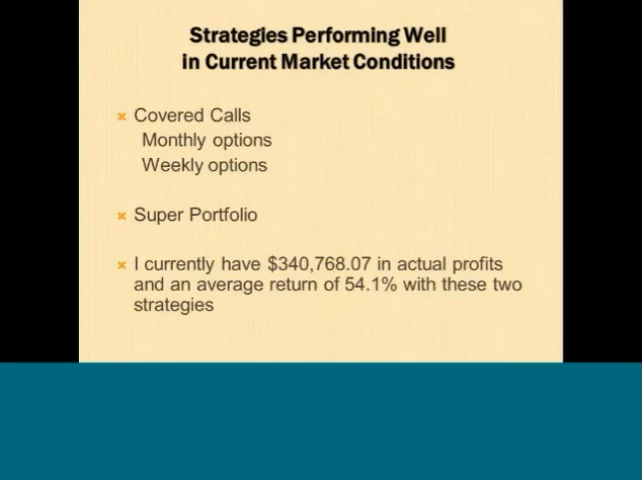 Strategies Performing Well
in Current Market Conditions
Covered Calls
Monthly options
Weekly options
Super Portfolio
I currently have $340,768.07 in actual profits
and an average return of 54.1% with these two
strategies